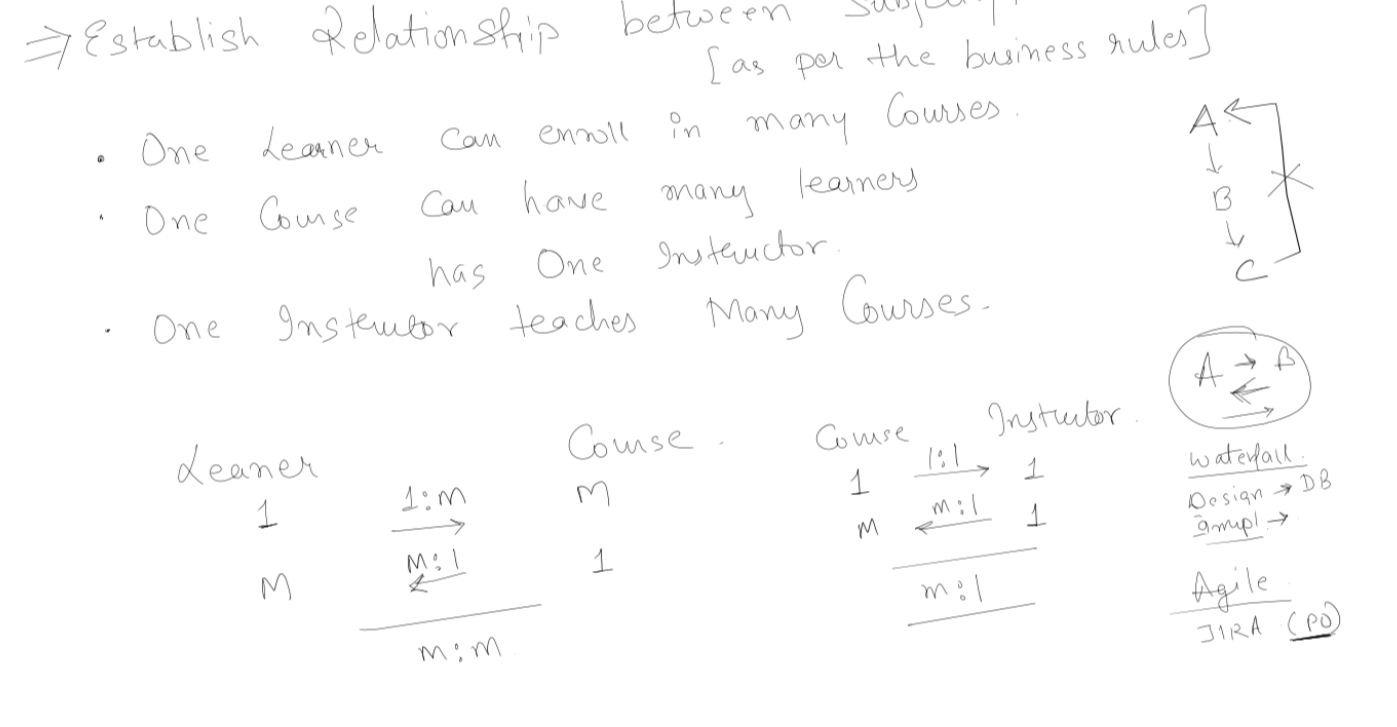 ⇒ Establish Relationship between
[as per the business rules]
• One Learner can enroll in many Courses.
• One Course can have many learners
has One Instructor.
• One Instructor teaches Many Courses.
A
↓
B
↓
C
A → B
Leaner Course.
1 1:M M
M M:1 1
m:m
Course Instructor.
1 1:1 1
M m:1 1
m:1
Waterfall.
Design → DB
Impl →
Agile
JIRA (PO)